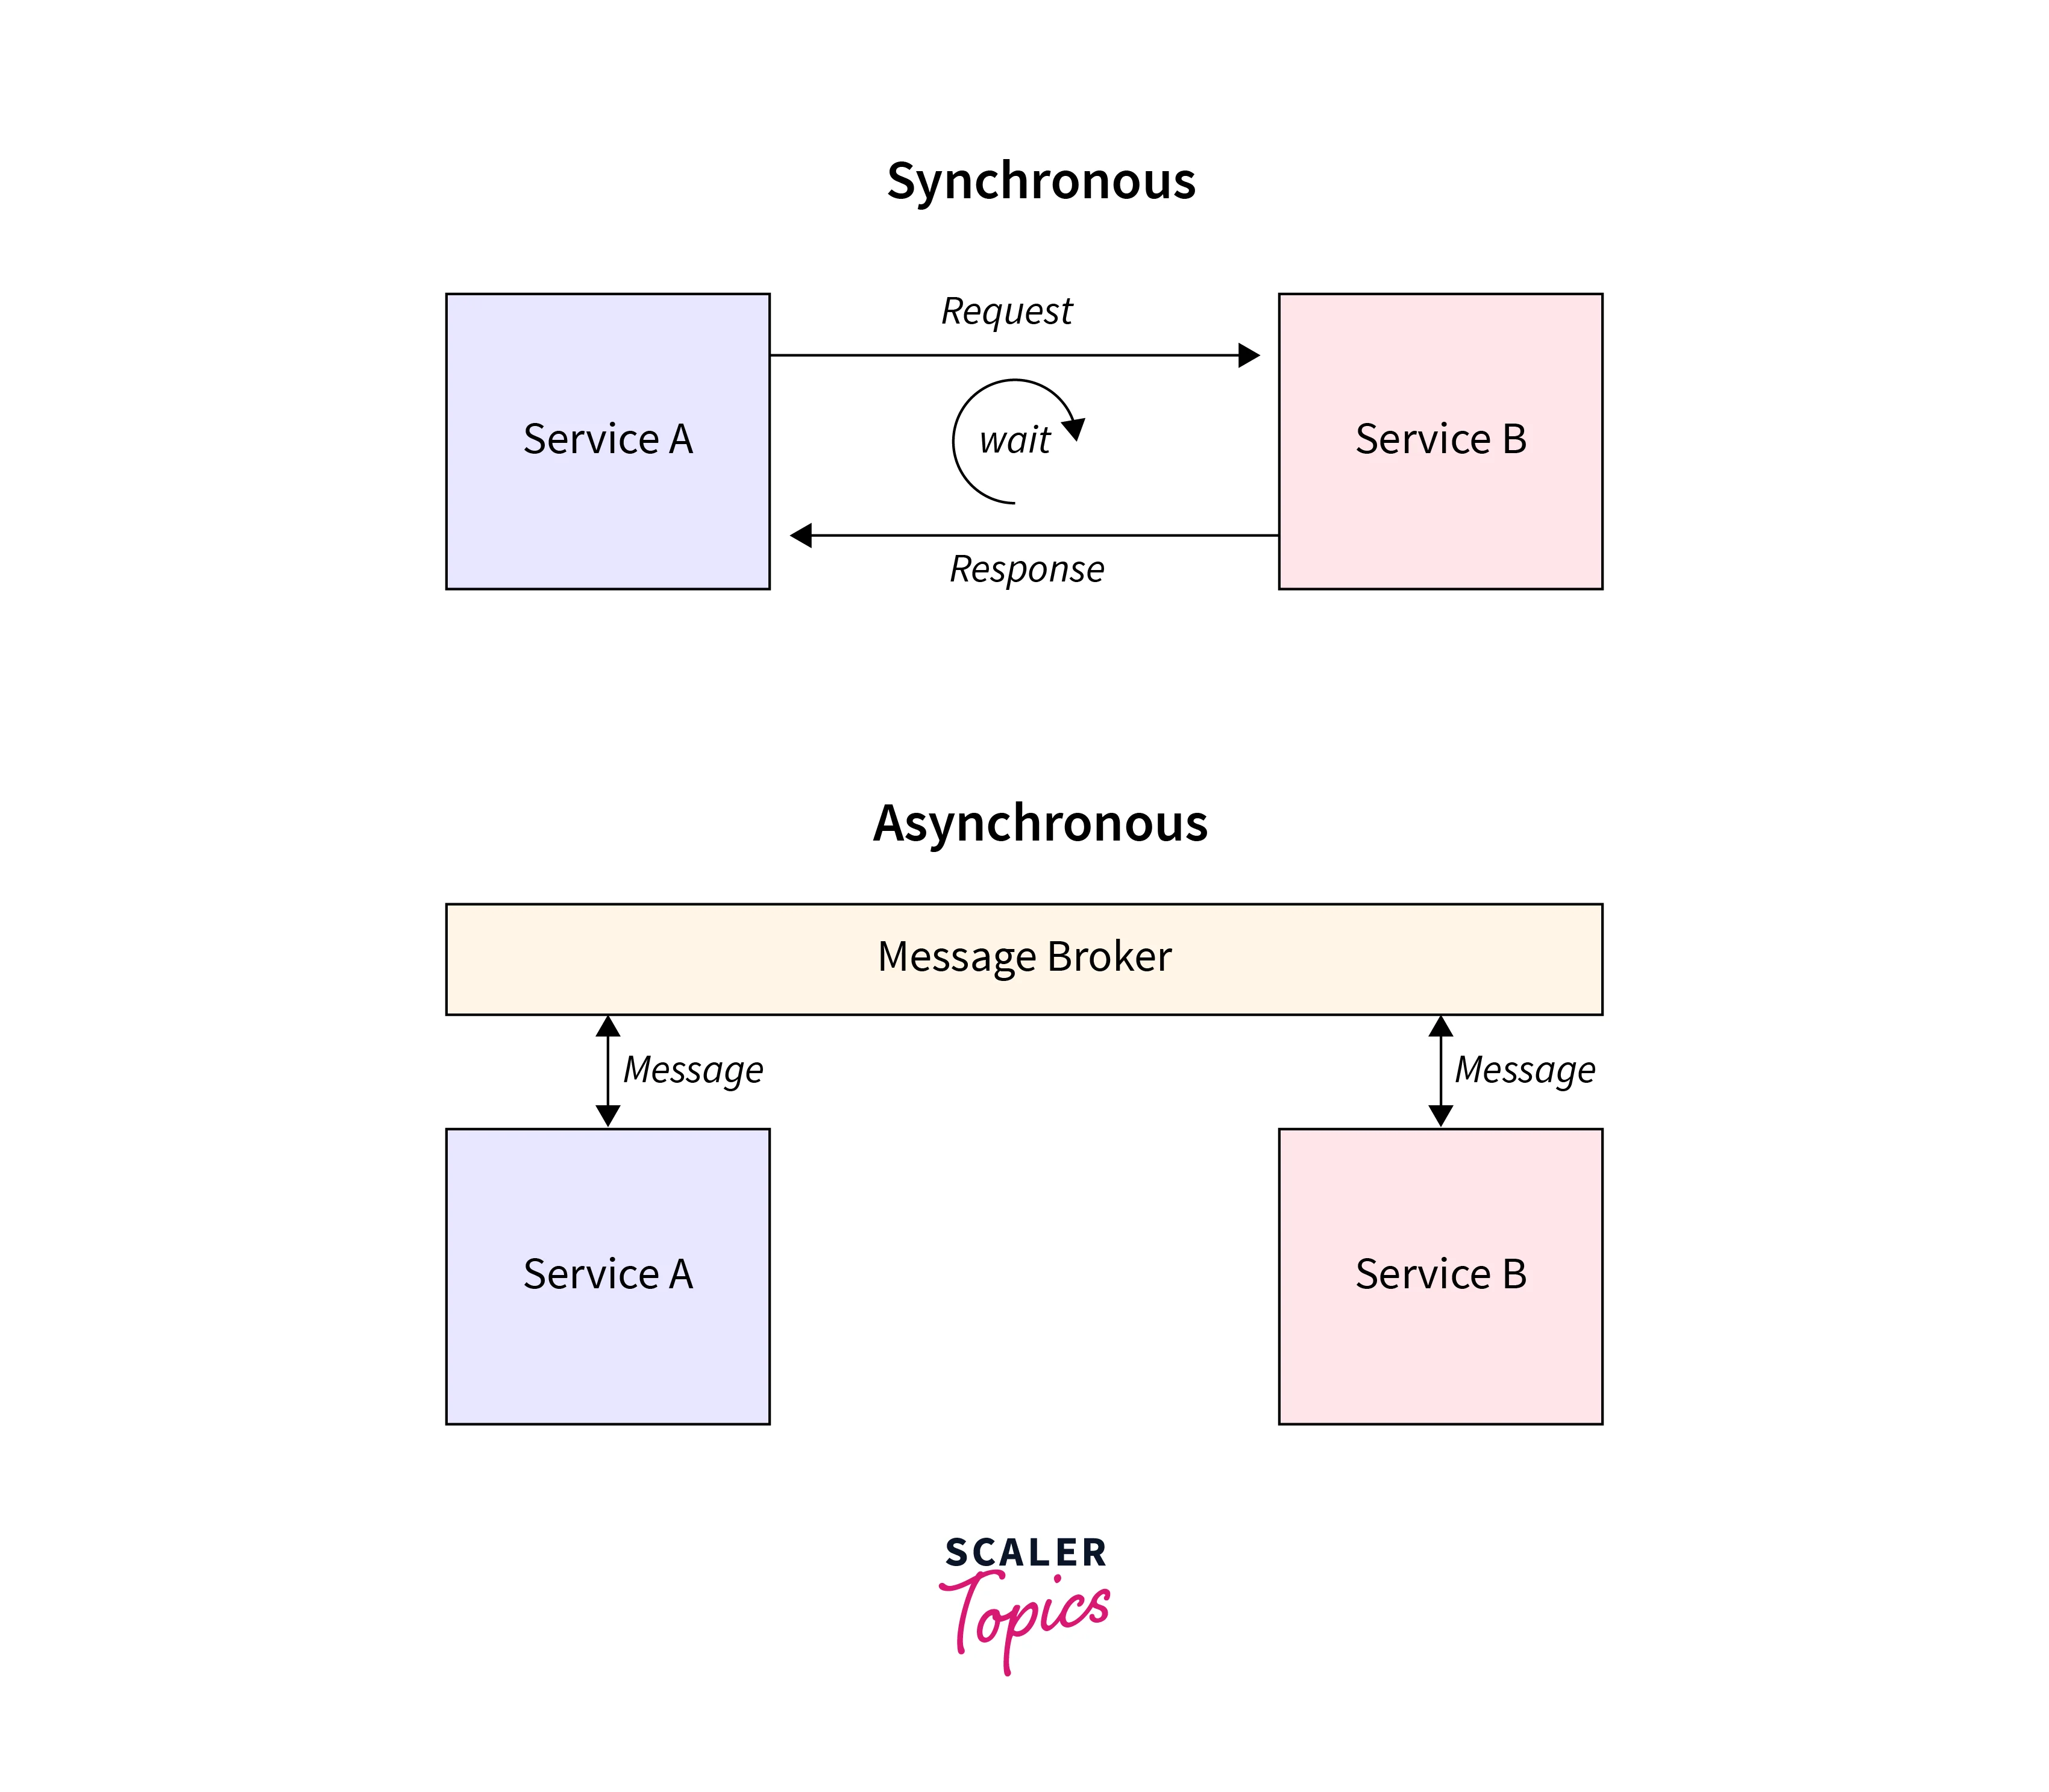 Synchronous
Request
Service A
wait
Service B
Response
Asynchronous
Message Broker
Message
Message
Service A
Service B
SCALER
Topics